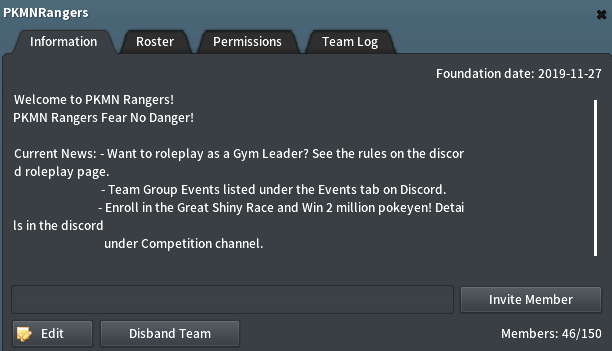 PKMNRangers
Information Roster Permissions Team Log
Foundation date: 2019-11-27
Welcome to PKMN Rangers!
PKMN Rangers Fear No Danger!
Current News: - Want to roleplay as a Gym Leader? See the rules on the discor
d roleplay page.
- Team Group Events listed under the Events tab on Discord.
- Enroll in the Great Shiny Race and Win 2 million pokeyen! Detai
ls in the discord
under Competition channel.
Invite Member
Edit Disband Team Members: 46/150